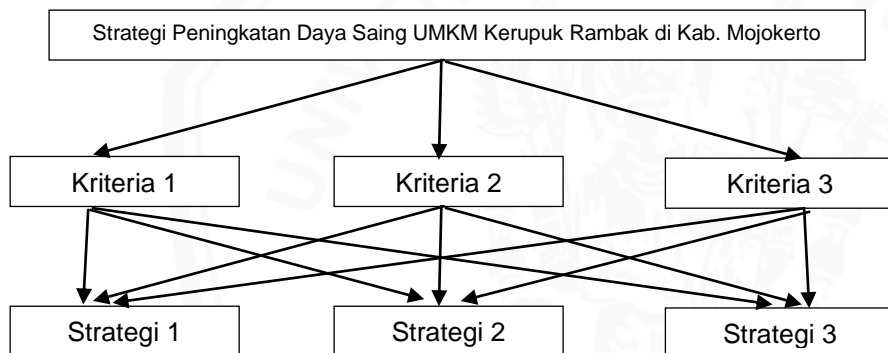 Strategi Peningkatan Daya Saing UMKM Kerupuk Rambak di Kab. Mojokerto
Kriteria 1
Kriteria 2
Kriteria 3
Strategi 1
Strategi 2
Strategi 3